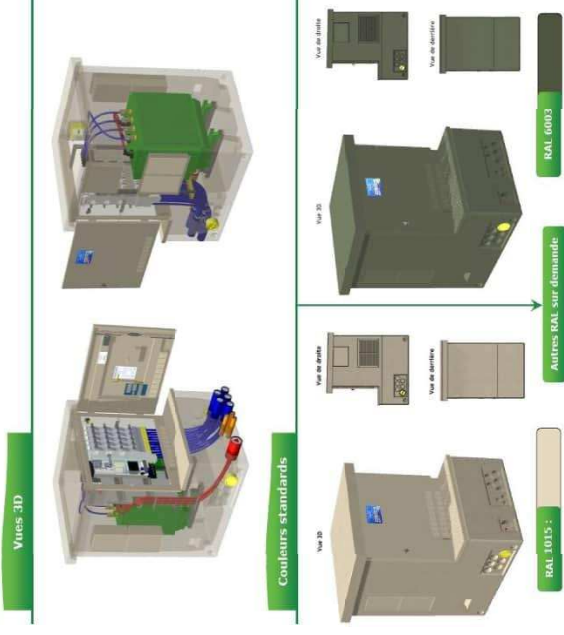 Vues 3D
Couleurs standards
Vue 3D
Vue de droite
Vue de derrière
RAL 1015 :
Autres RAL sur demande
Vue 3D
Vue de droite
Vue de derrière
RAL 6003